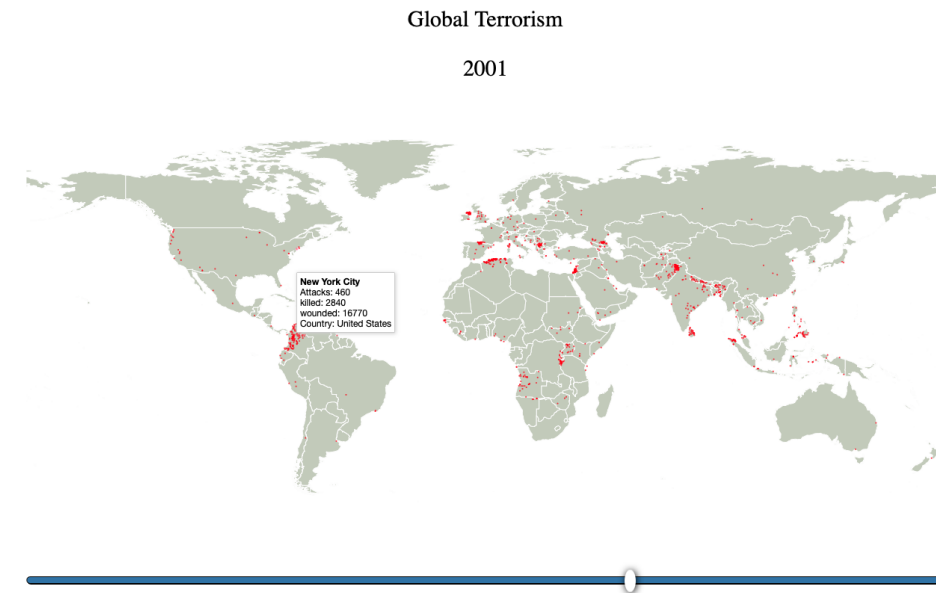 Global Terrorism
2001
New York City
Attacks: 460
killed: 2840
wounded: 16770
Country: United States